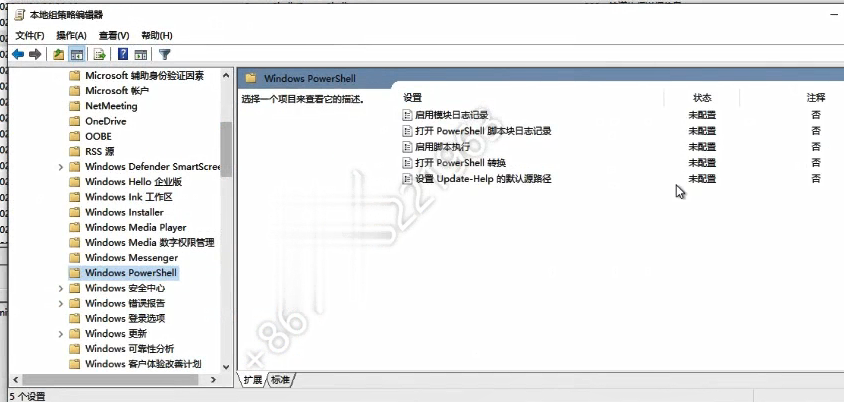 本地组策略编辑器
文件(F) 操作(A) 查看(V) 帮助(H)
Microsoft 辅助身份验证因素
Microsoft 帐户
NetMeeting
OneDrive
OOBE
RSS 源
Windows Defender SmartScree
Windows Hello 企业版
Windows Ink 工作区
Windows Installer
Windows Media Player
Windows Media 数字权限管理
Windows Messenger
Windows PowerShell
Windows 安全中心
Windows 错误报告
Windows 登录选项
Windows 更新
Windows 可靠性分析
Windows 客户体验改善计划
Windows PowerShell
选择一个项目来查看它的描述。
设置 状态 注释
启用模块日志记录 未配置 否
打开 PowerShell 脚本块日志记录 未配置 否
启用脚本执行 未配置 否
打开 PowerShell 转换 未配置 否
设置 Update-Help 的默认源路径 未配置 否
扩展 标准
5 个设置